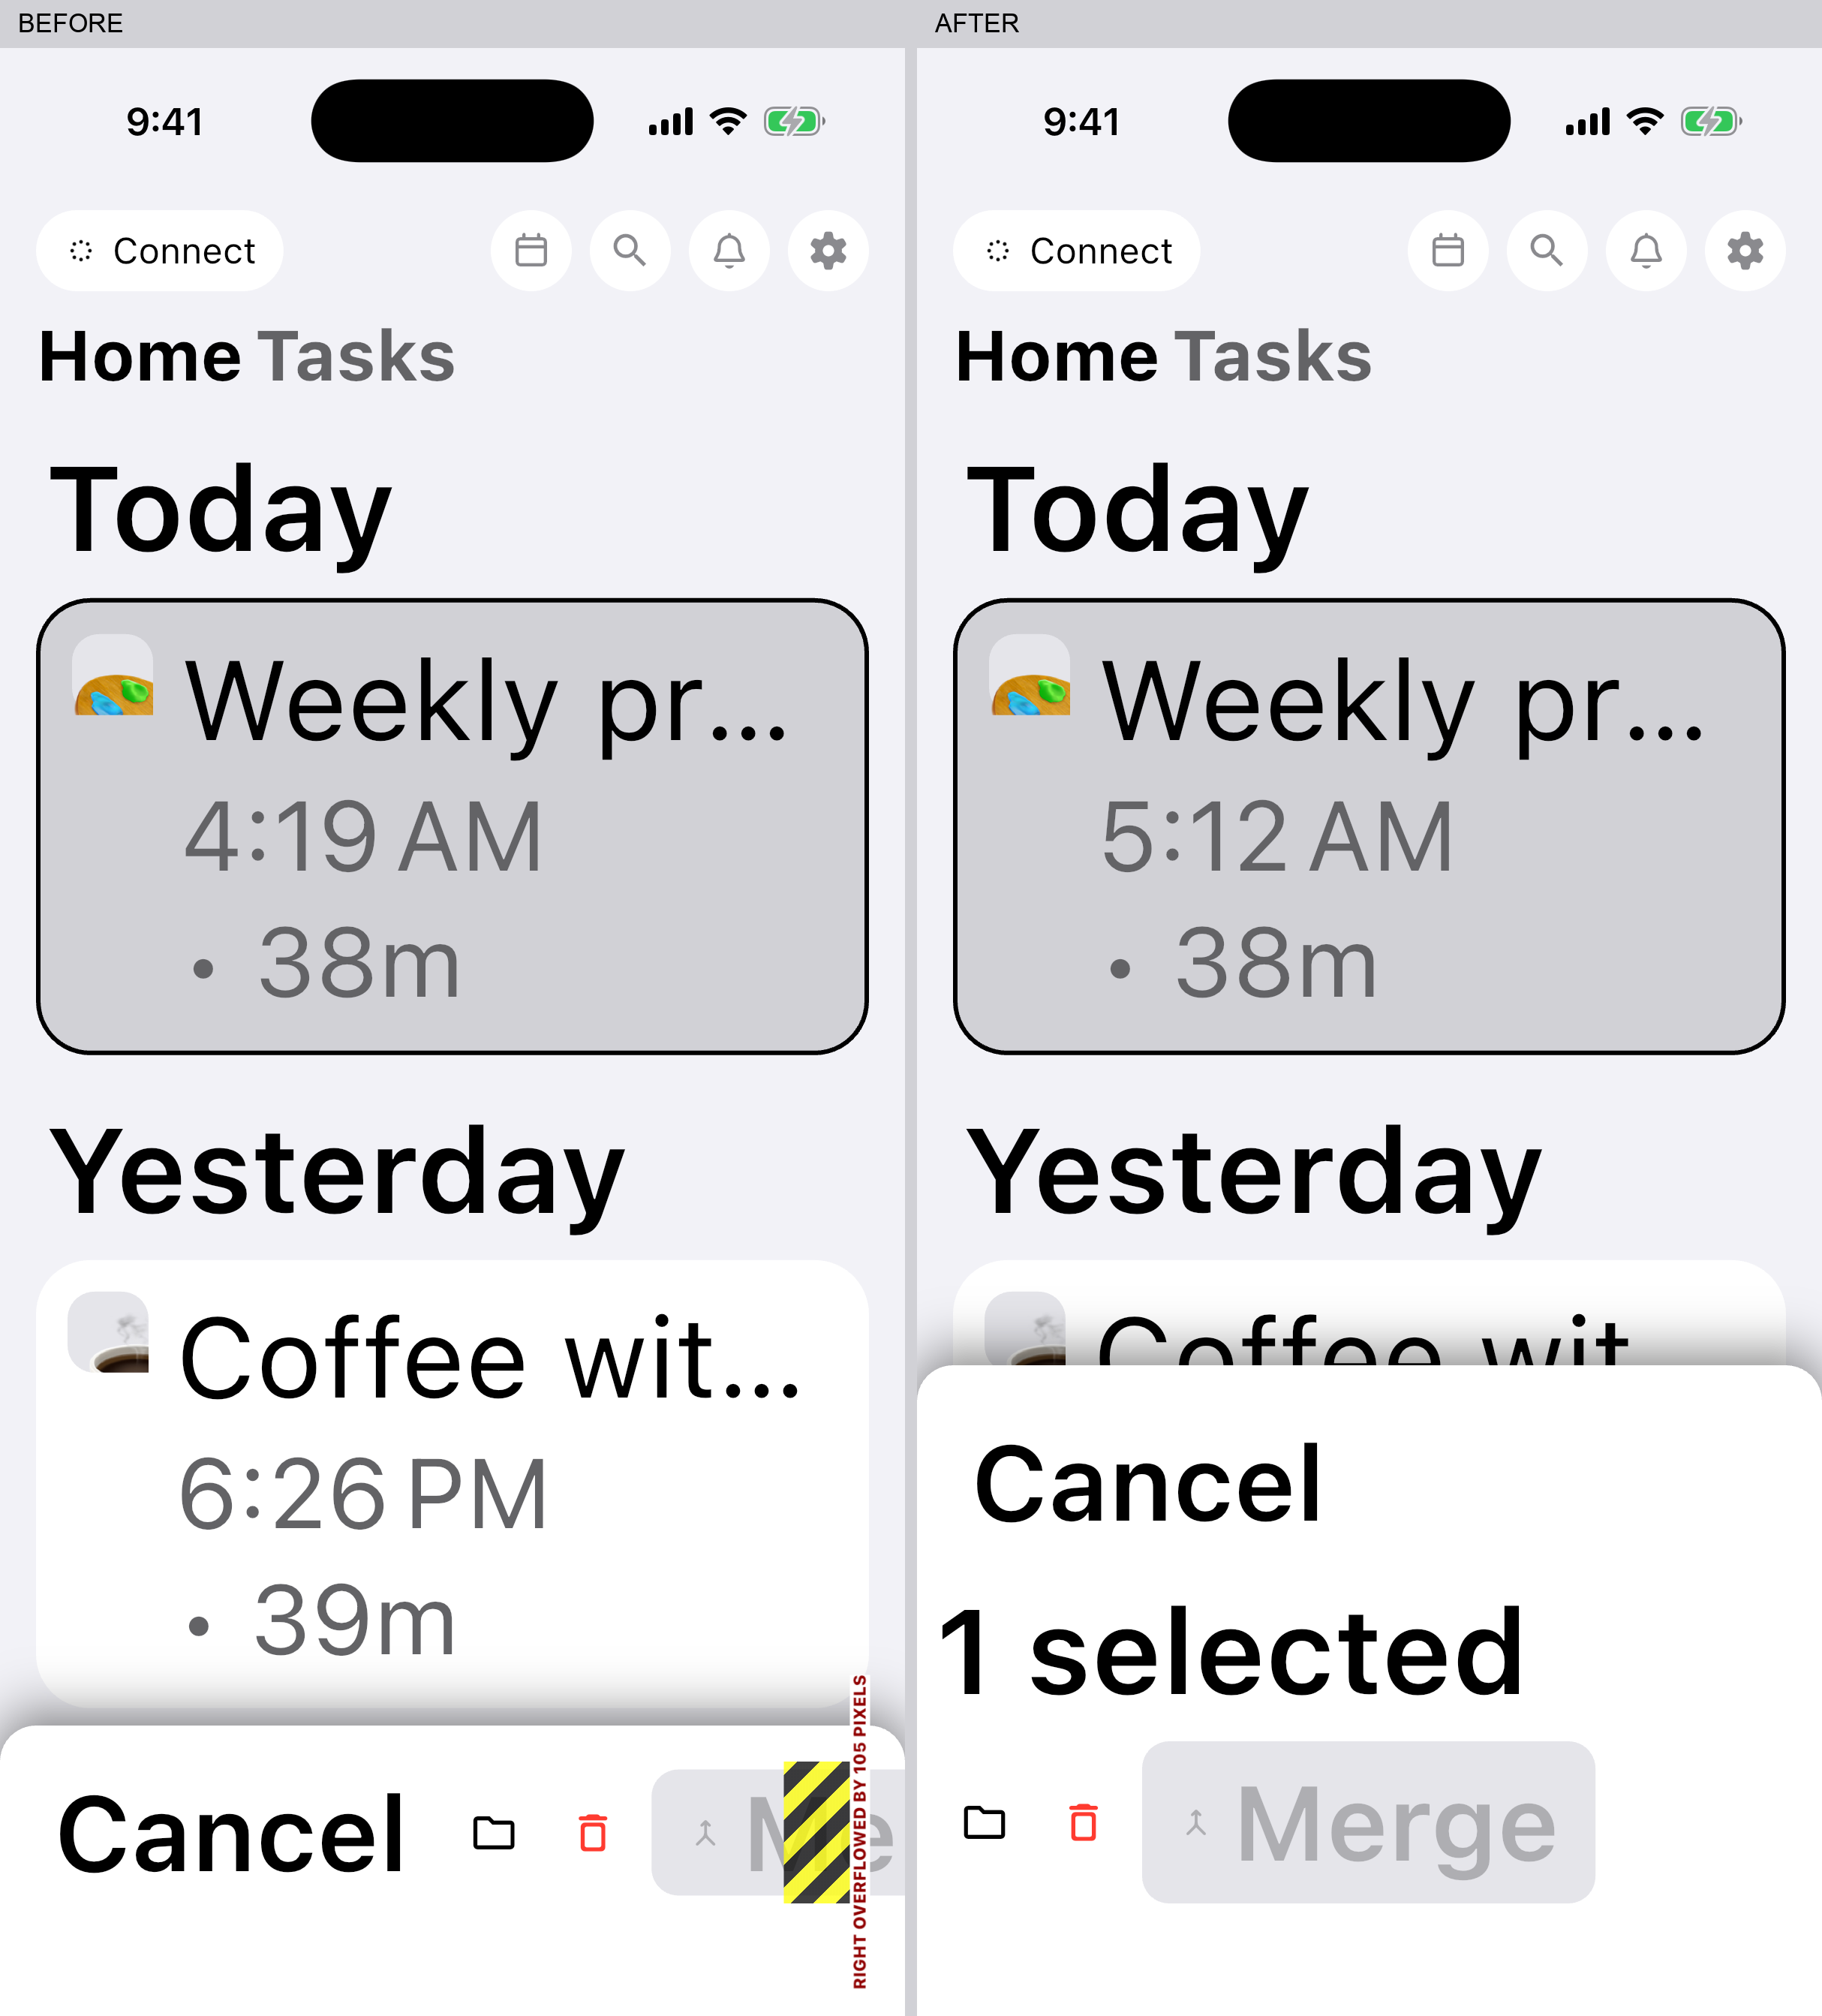 BEFORE
9:41
Connect
Home Tasks
Today
Weekly pr...
4:19 AM
• 38m
Yesterday
Coffee wit...
6:26 PM
• 39m
Cancel
RIGHT OVERFLOWED BY 105 PIXELS
AFTER
9:41
Connect
Home Tasks
Today
Weekly pr...
5:12 AM
• 38m
Yesterday
Coffee wit
Cancel
1 selected
Merge